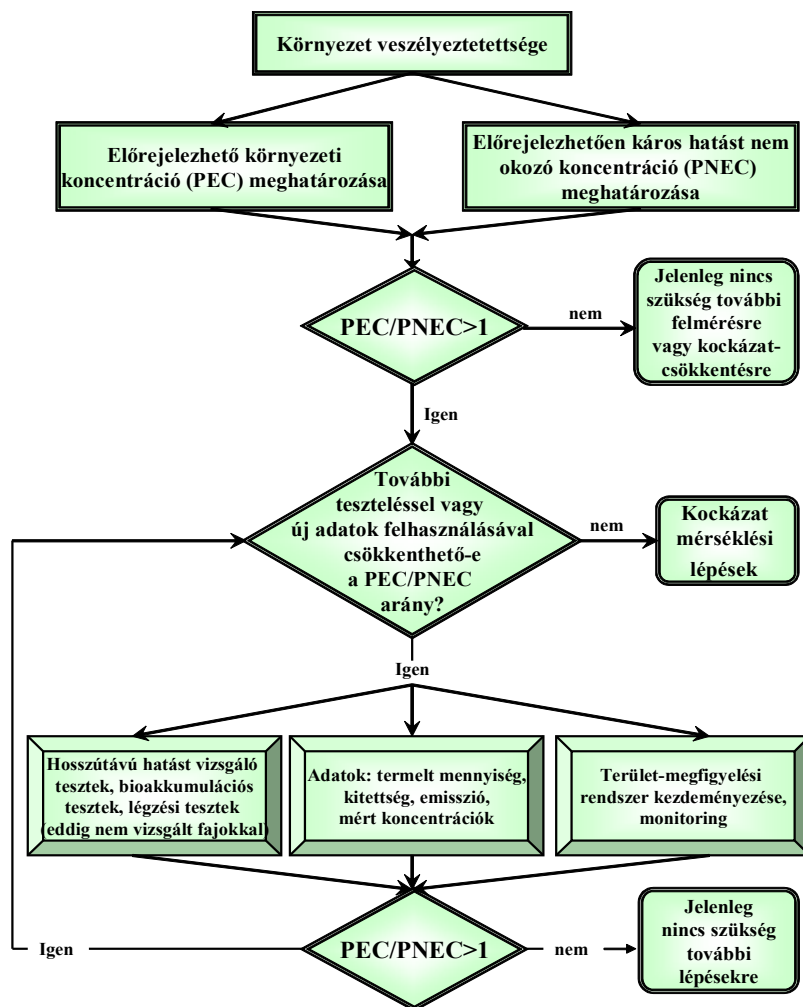 Környezet veszélyeztetettsége
Előrejelezhető környezeti
koncentráció (PEC) meghatározása
Előrejelezhetően káros hatást nem
okozó koncentráció (PNEC)
meghatározása
PEC/PNEC>1
nem
Jelenleg nincs
szükség további
felmérésre
vagy kockázat-
csökkentésre
Igen
További
teszteléssel vagy
új adatok felhasználásával
csökkenthető-e
a PEC/PNEC
arány?
nem
Kockázat
mérséklési
lépések
Igen
Hosszútávú hatást vizsgáló
tesztek, bioakkumulációs
tesztek, légzési tesztek
(eddig nem vizsgált fajokkal)
Adatok: termelt mennyiség,
kitettség, emisszió,
mért koncentrációk
Terület-megfigyelési
rendszer kezdeményezése,
monitoring
Igen
PEC/PNEC>1
nem
Jelenleg
nincs szükség
további
lépésekre